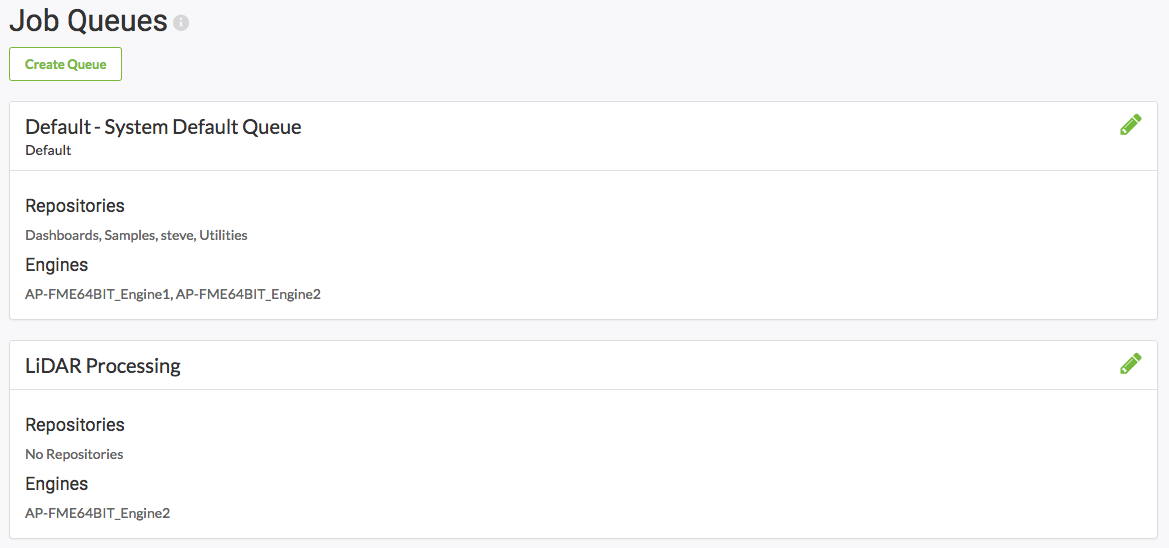 Job Queues
Create Queue
Default - System Default Queue
Default
Repositories
Dashboards, Samples, steve, Utilities
Engines
AP-FME64BIT_Engine1, AP-FME64BIT_Engine2
LiDAR Processing
Repositories
No Repositories
Engines
AP-FME64BIT_Engine2